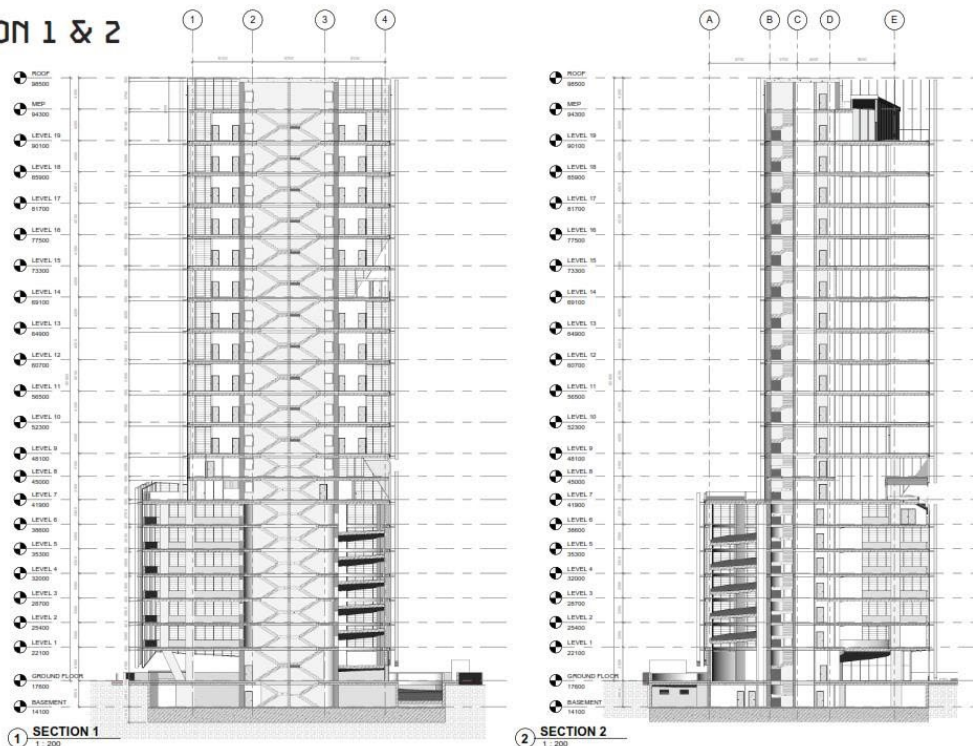 ON 1 & 2
1 2 3 4
ROOF
98500
MEP
94300
LEVEL 19
90100
LEVEL 18
85900
LEVEL 17
81700
LEVEL 16
77500
LEVEL 15
73300
LEVEL 14
69100
LEVEL 13
64900
LEVEL 12
60700
LEVEL 11
56500
LEVEL 10
52300
LEVEL 9
48100
LEVEL 8
45000
LEVEL 7
41900
LEVEL 6
38600
LEVEL 5
35300
LEVEL 4
32000
LEVEL 3
28700
LEVEL 2
25400
LEVEL 1
22100
GROUND FLOOR
17600
BASEMENT
14100
1 SECTION 1
1 : 200
A B C D E
ROOF
98500
MEP
94300
LEVEL 19
90100
LEVEL 18
85900
LEVEL 17
81700
LEVEL 16
77500
LEVEL 15
73300
LEVEL 14
69100
LEVEL 13
64900
LEVEL 12
60700
LEVEL 11
56500
LEVEL 10
52300
LEVEL 9
48100
LEVEL 8
45000
LEVEL 7
41900
LEVEL 6
38600
LEVEL 5
35300
LEVEL 4
32000
LEVEL 3
28700
LEVEL 2
25400
LEVEL 1
22100
GROUND FLOOR
17600
BASEMENT
14100
2 SECTION 2
1 : 200